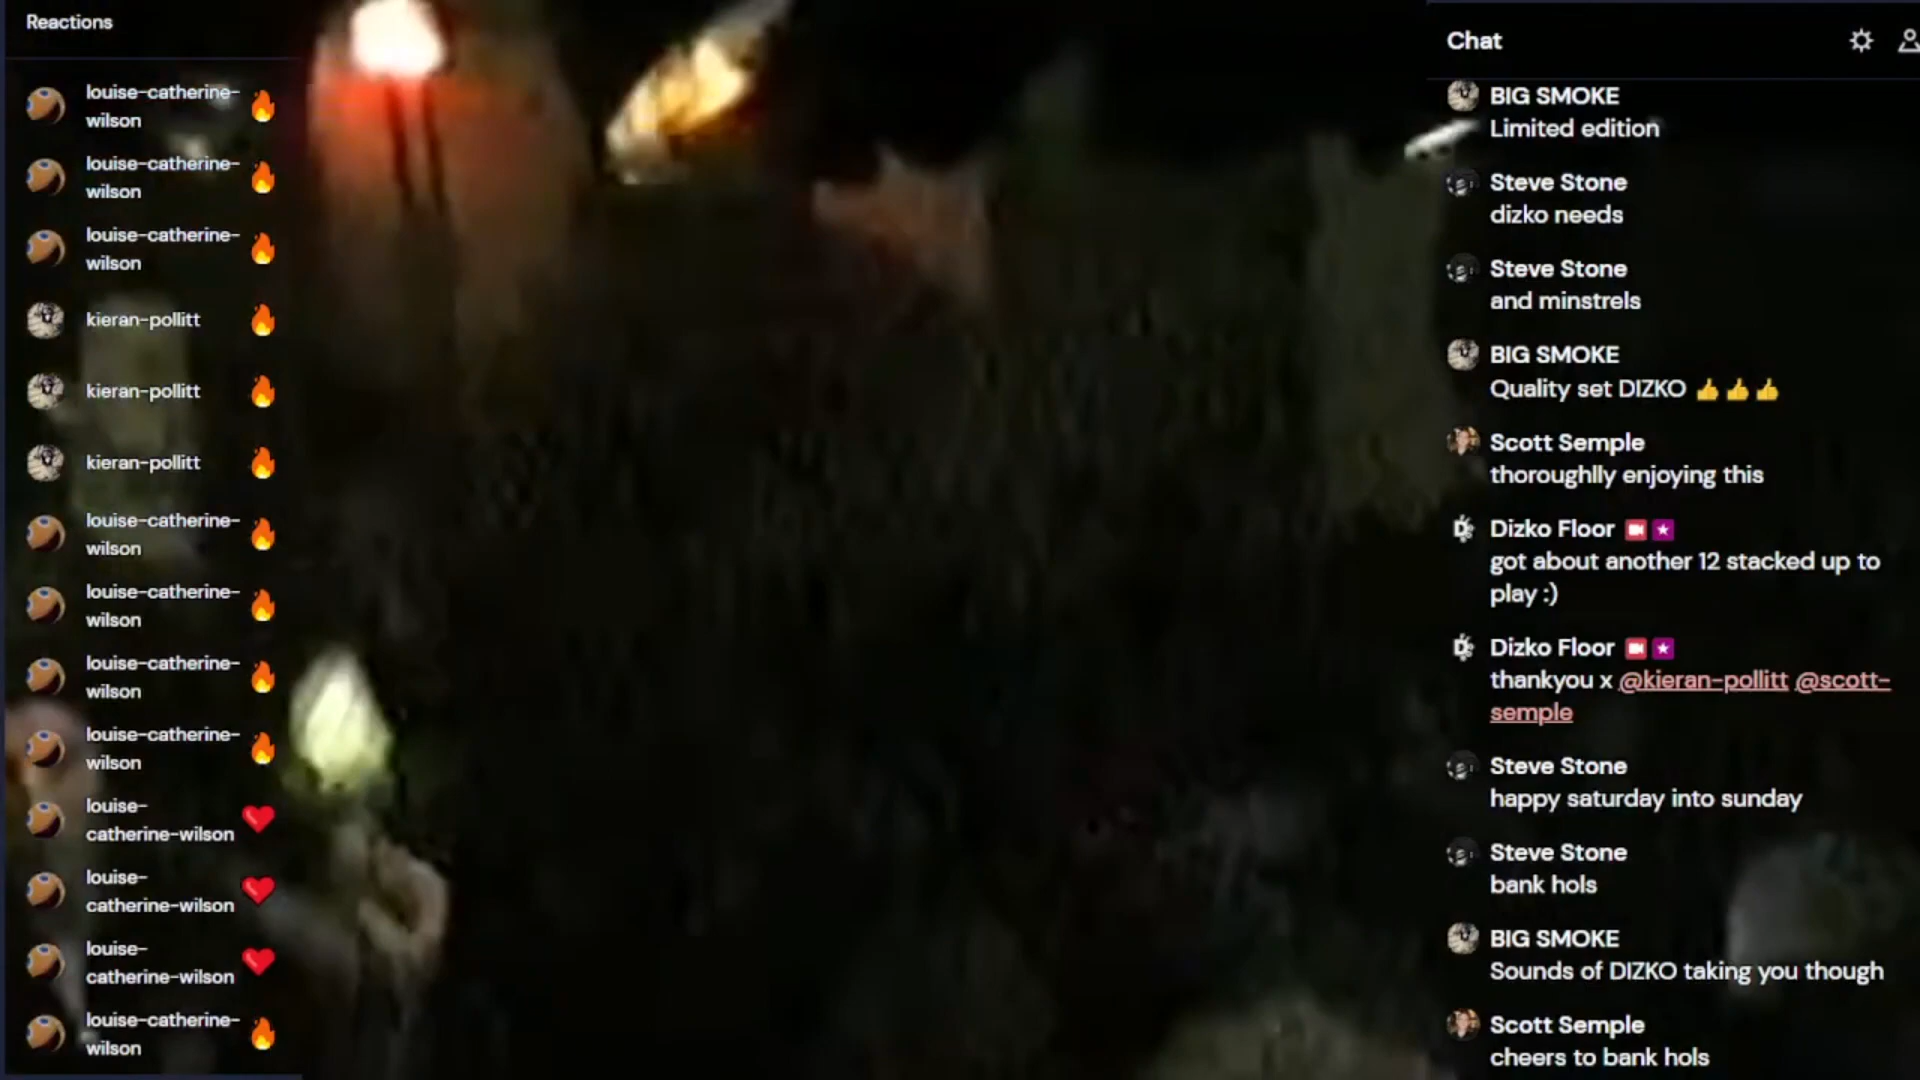 Reactions
louise-catherine-
wilson
louise-catherine-
wilson
louise-catherine-
wilson
kieran-pollitt
kieran-pollitt
kieran-pollitt
louise-catherine-
wilson
louise-catherine-
wilson
louise-catherine-
wilson
louise-catherine-
wilson
louise-
catherine-wilson
louise-
catherine-wilson
louise-
catherine-wilson
louise-catherine-
wilson
Chat
BIG SMOKE
Limited edition
Steve Stone
dizko needs
Steve Stone
and minstrels
BIG SMOKE
Quality set DIZKO 👍👍👍
Scott Semple
thoroughlly enjoying this
Dizko Floor
got about another 12 stacked up to
play :)
Dizko Floor
thankyou x @kieran-pollitt @scott-
semple
Steve Stone
happy saturday into sunday
Steve Stone
bank hols
BIG SMOKE
Sounds of DIZKO taking you though
Scott Semple
cheers to bank hols